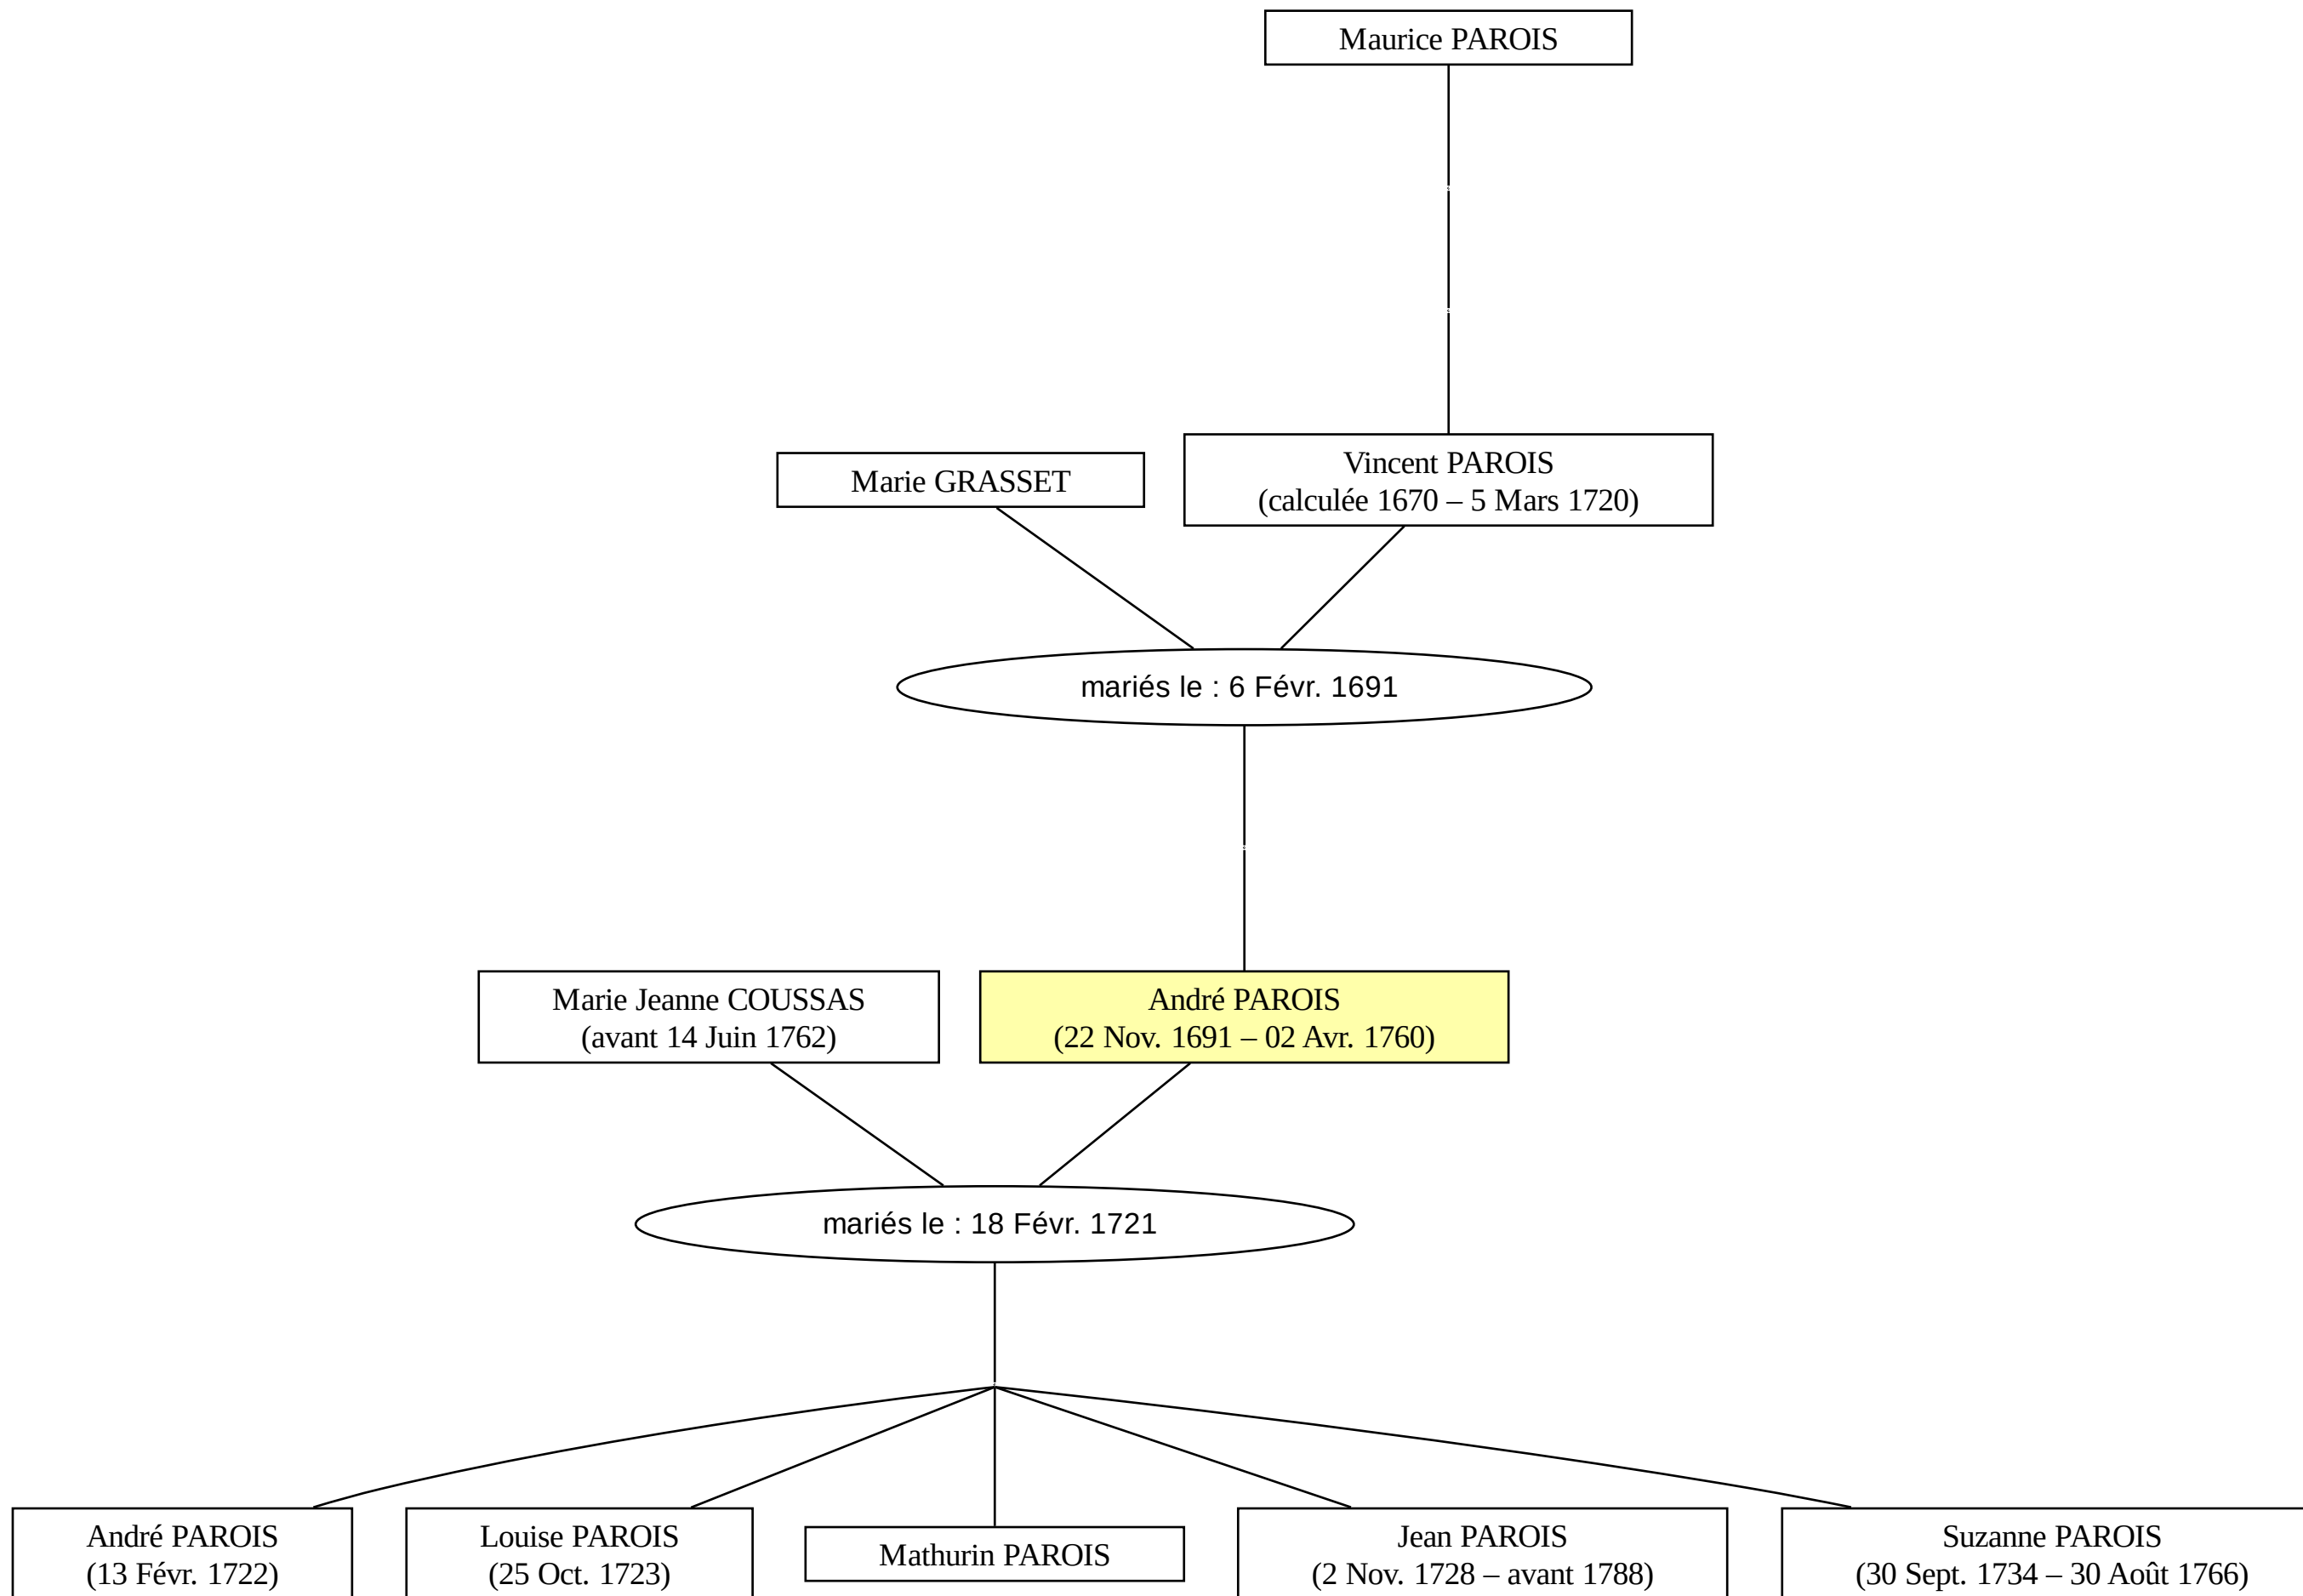 Maurice PAROIS
Marie GRASSET
Vincent PAROIS
(calculée 1670 – 5 Mars 1720)
mariés le : 6 Févr. 1691
Marie Jeanne COUSSAS
(avant 14 Juin 1762)
André PAROIS
(22 Nov. 1691 – 02 Avr. 1760)
mariés le : 18 Févr. 1721
André PAROIS
(13 Févr. 1722)
Louise PAROIS
(25 Oct. 1723)
Mathurin PAROIS
Jean PAROIS
(2 Nov. 1728 – avant 1788)
Suzanne PAROIS
(30 Sept. 1734 – 30 Août 1766)